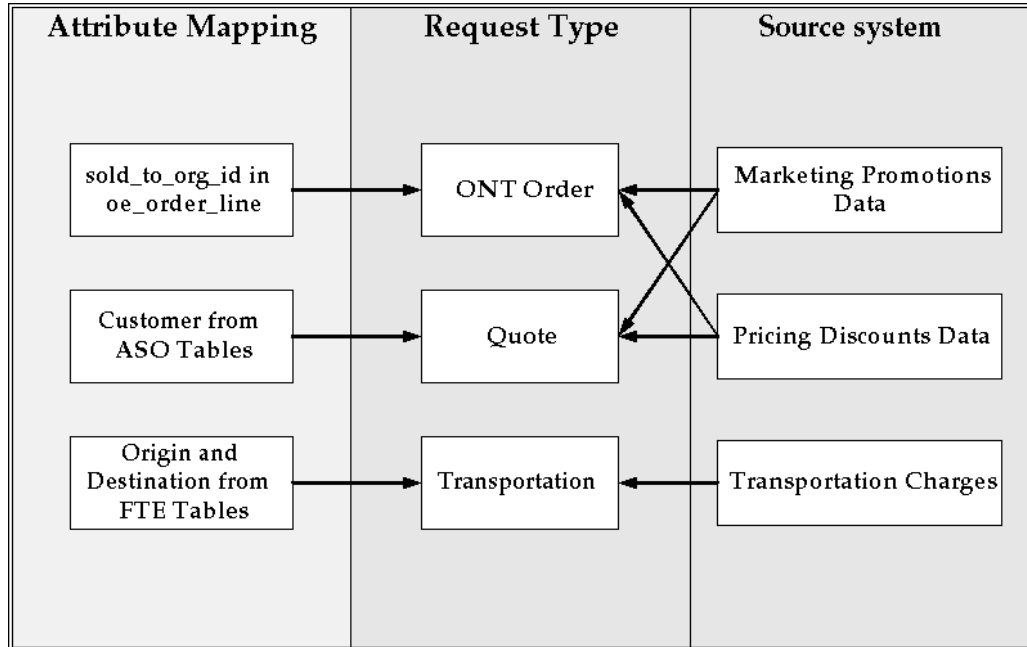 Attribute Mapping
Request Type
Source system
sold_to_org_id in
oe_order_line
ONT Order
Marketing Promotions
Data
Customer from
ASO Tables
Quote
Pricing Discounts Data
Origin and
Destination from
FTE Tables
Transportation
Transportation Charges